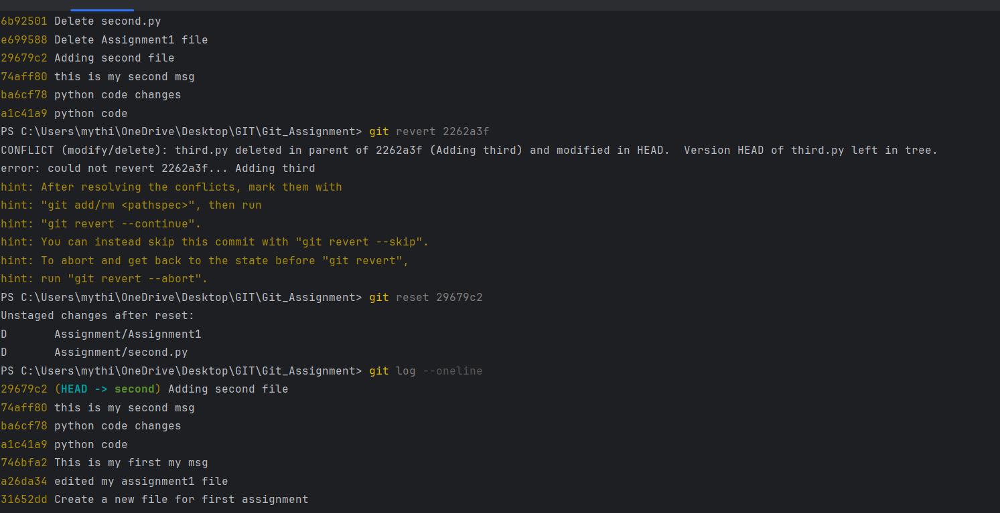 6b92501 Delete second.py
e699588 Delete Assignment1 file
29679c2 Adding second file
74aff80 this is my second msg
ba6cf78 python code changes
a1c41a9 python code
PS C:\Users\mythi\OneDrive\Desktop\GIT\Git_Assignment> git revert 2262a3f
CONFLICT (modify/delete): third.py deleted in parent of 2262a3f (Adding third) and modified in HEAD.  Version HEAD of third.py left in tree.
error: could not revert 2262a3f... Adding third
hint: After resolving the conflicts, mark them with
hint: "git add/rm <pathspec>", then run
hint: "git revert --continue".
hint: You can instead skip this commit with "git revert --skip".
hint: To abort and get back to the state before "git revert",
hint: run "git revert --abort".
PS C:\Users\mythi\OneDrive\Desktop\GIT\Git_Assignment> git reset 29679c2
Unstaged changes after reset:
D       Assignment/Assignment1
D       Assignment/second.py
PS C:\Users\mythi\OneDrive\Desktop\GIT\Git_Assignment> git log --oneline
29679c2 (HEAD -> second) Adding second file
74aff80 this is my second msg
ba6cf78 python code changes
a1c41a9 python code
746bfa2 This is my first my msg
a26da34 edited my assignment1 file
31652dd Create a new file for first assignment